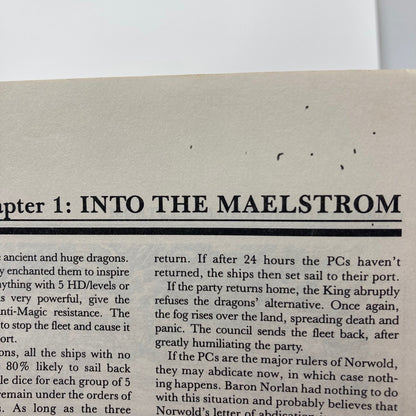 apter 1: INTO THE MAELSTROM
ancient and huge dragons.
y enchanted them to inspire
ything with 5 HD/levels or
s very powerful, give the
nti-Magic resistance. The
to stop the fleet and cause it
ort.
ons, all the ships with no
80% likely to sail back
le dice for each group of 5
remain under the orders of
s. As long as the three
return. If after 24 hours the PCs haven't
returned, the ships then set sail to their port.
If the party returns home, the King abruptly
refuses the dragons' alternative. Once again,
the fog rises over the land, spreading death and
panic. The council sends the fleet back, after
greatly humiliating the party.
If the PCs are the major rulers of Norwold,
they may abdicate now, in which case noth-
ing happens. Baron Norlan had nothing to do
with this situation and probably believes that
Norwold's letter of abdication